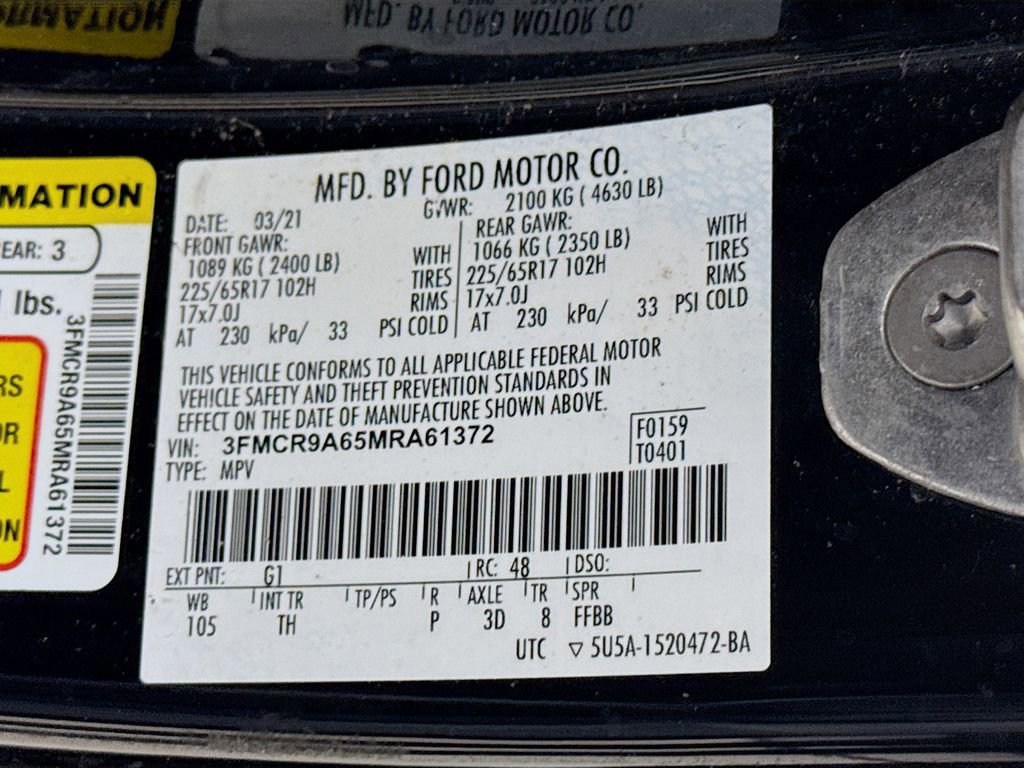 MFD. BY FORD MOTOR CO.
MATION
EAR: 3
lbs.
3FMCR9A65MRA61372
RS
OR
L
ON
MFD. BY FORD MOTOR CO.
DATE: 03/21 GVWR: 2100 KG ( 4630 LB)
FRONT GAWR: REAR GAWR:
1089 KG ( 2400 LB) WITH 1066 KG ( 2350 LB) WITH
225/65R17 102H TIRES 225/65R17 102H TIRES
17x7.0J RIMS 17x7.0J RIMS
AT 230 kPa/ 33 PSI COLD AT 230 kPa/ 33 PSI COLD
THIS VEHICLE CONFORMS TO ALL APPLICABLE FEDERAL MOTOR
VEHICLE SAFETY AND THEFT PREVENTION STANDARDS IN
EFFECT ON THE DATE OF MANUFACTURE SHOWN ABOVE.
VIN: 3FMCR9A65MRA61372 F0159
TYPE: MPV T0401
EXT PNT: G1 RC: 48 DSO:
WB INT TR TP/PS R AXLE TR SPR
105 TH P 3D 8 FFBB
UTC ▽ 5U5A-1520472-BA